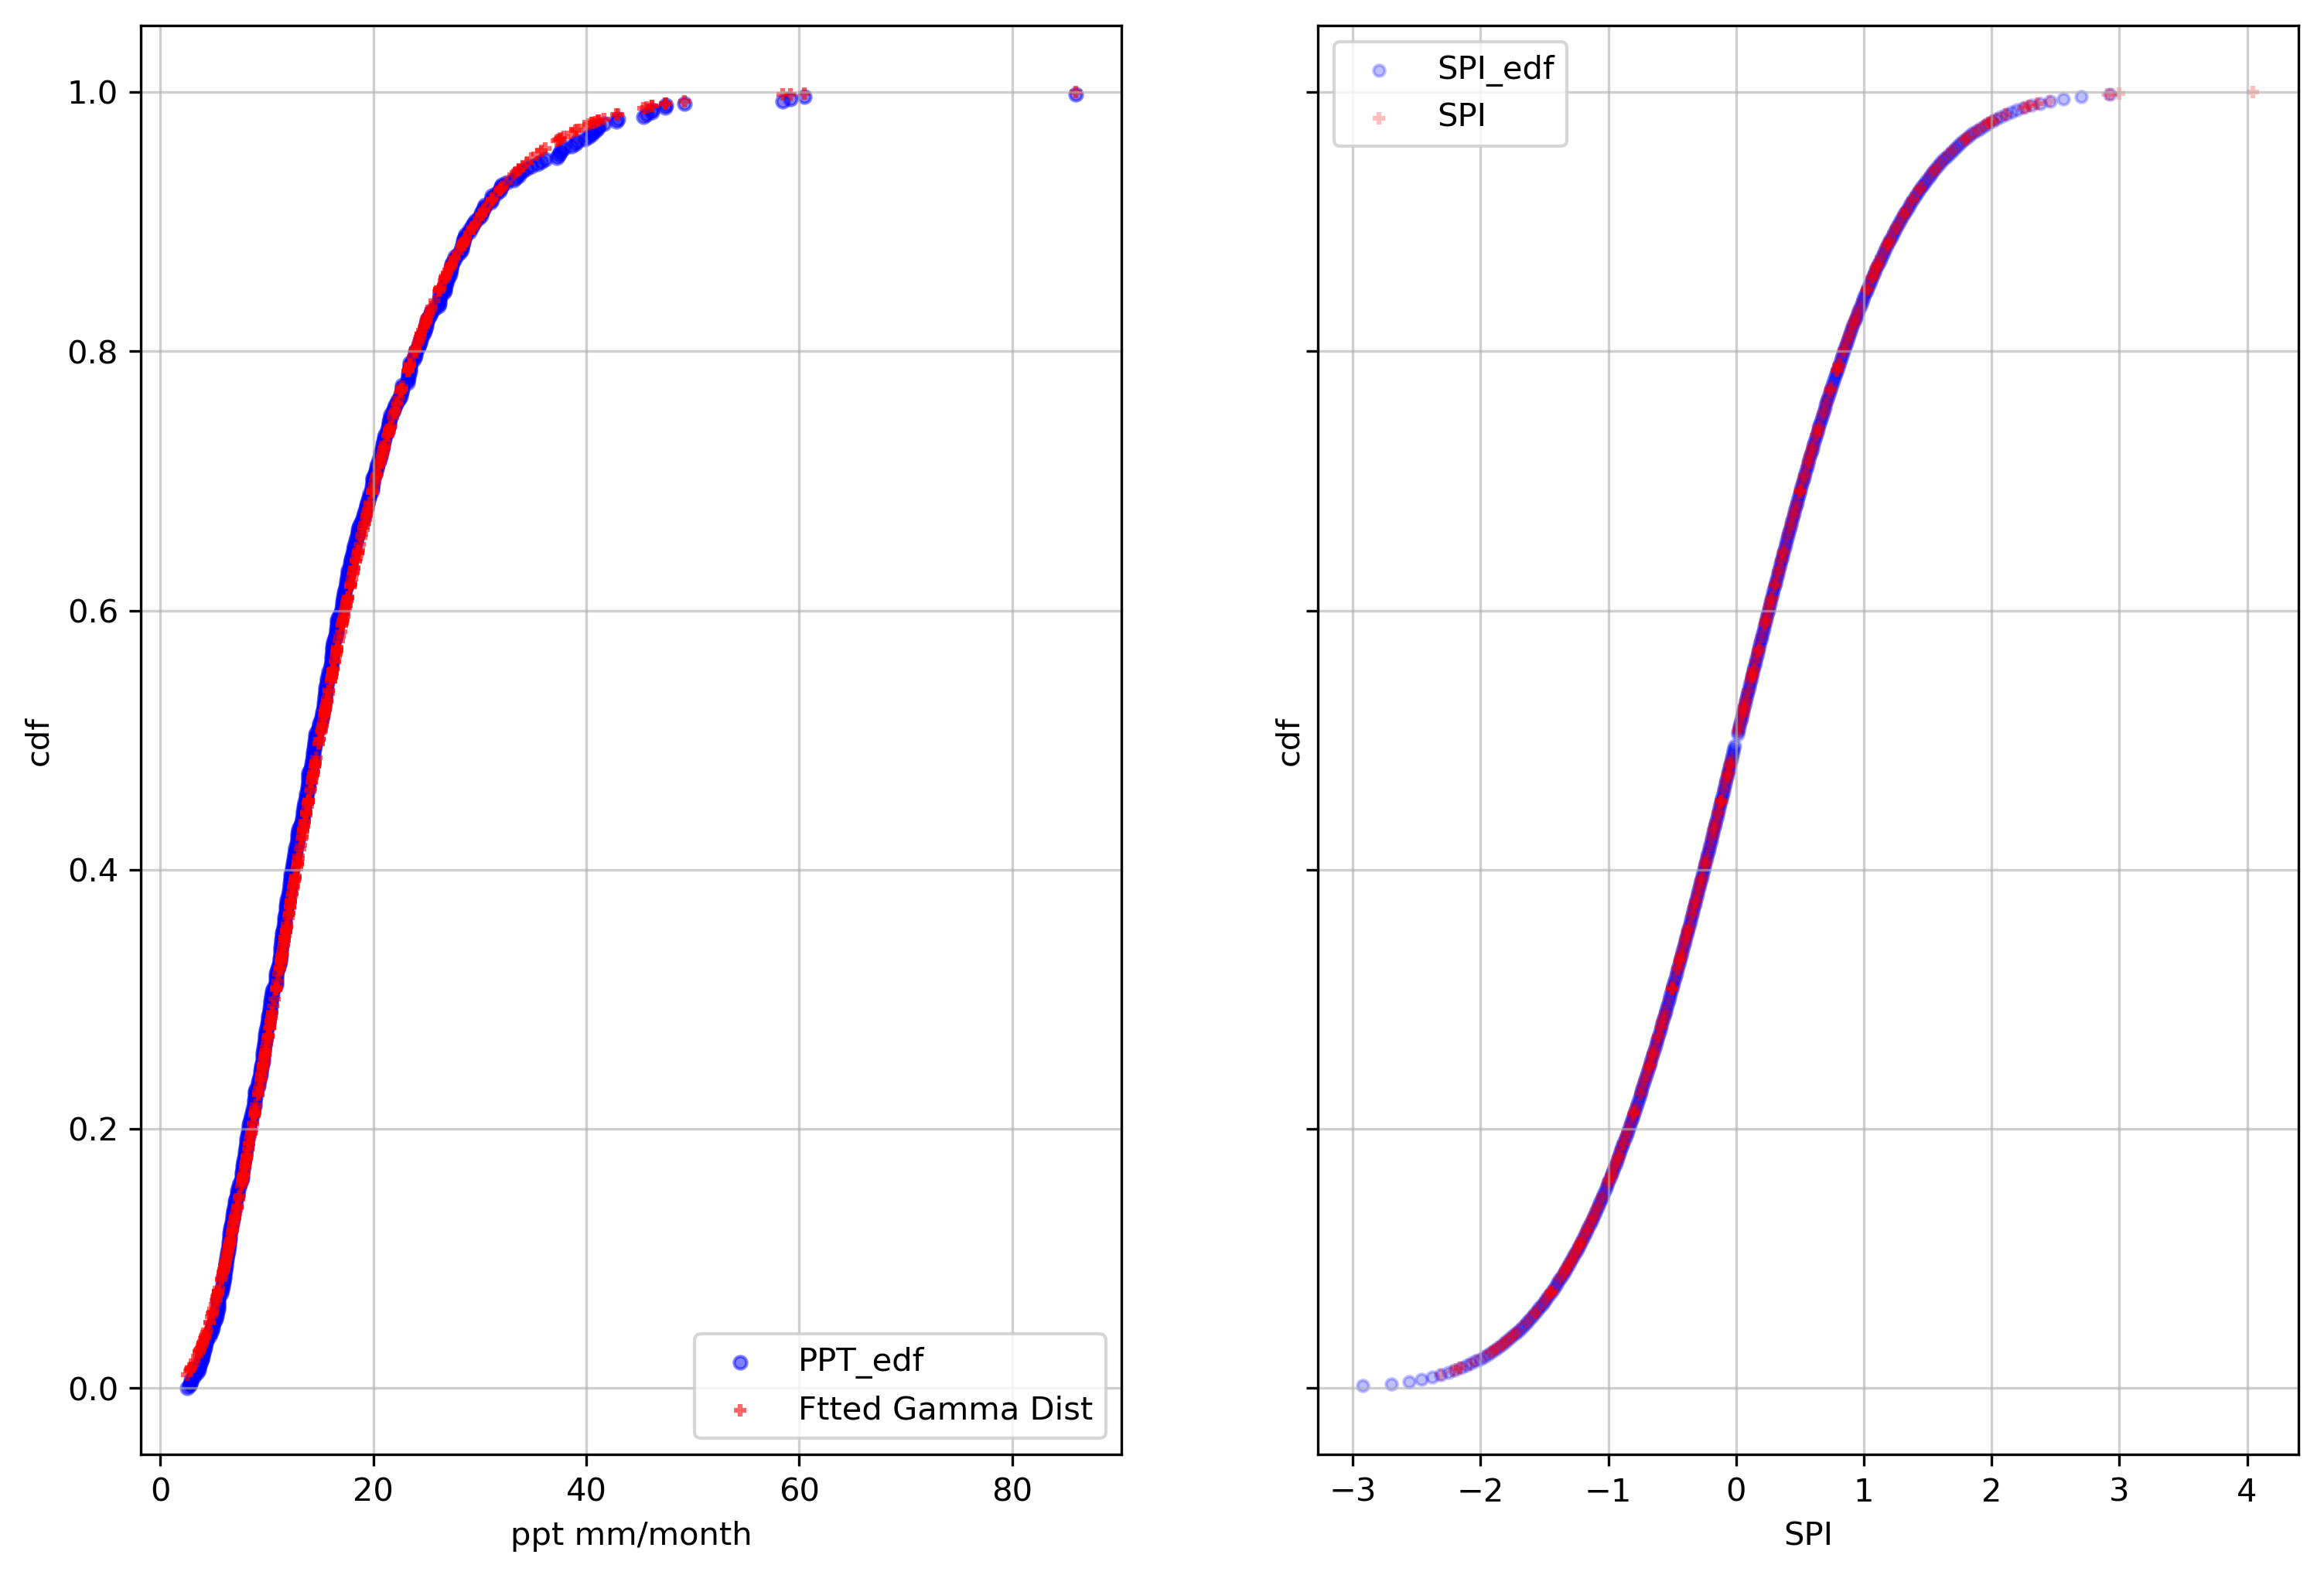 1.0
0.8
0.6
0.4
0.2
0.0
cdf
PPT_edf
Ftted Gamma Dist
0 20 40 60 80
ppt mm/month
SPI_edf
SPI
cdf
−3 −2 −1 0 1 2 3 4
SPI